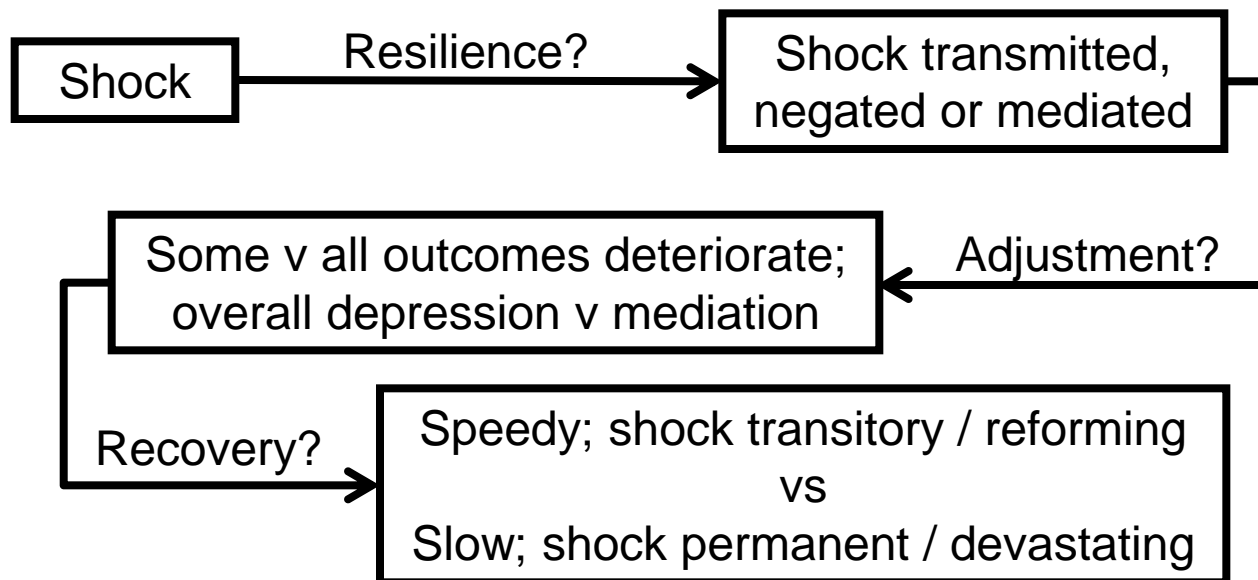 Shock
Resilience?
Shock transmitted,
negated or mediated
Adjustment?
Some v all outcomes deteriorate;
overall depression v mediation
Recovery?
Speedy; shock transitory / reforming
vs
Slow; shock permanent / devastating